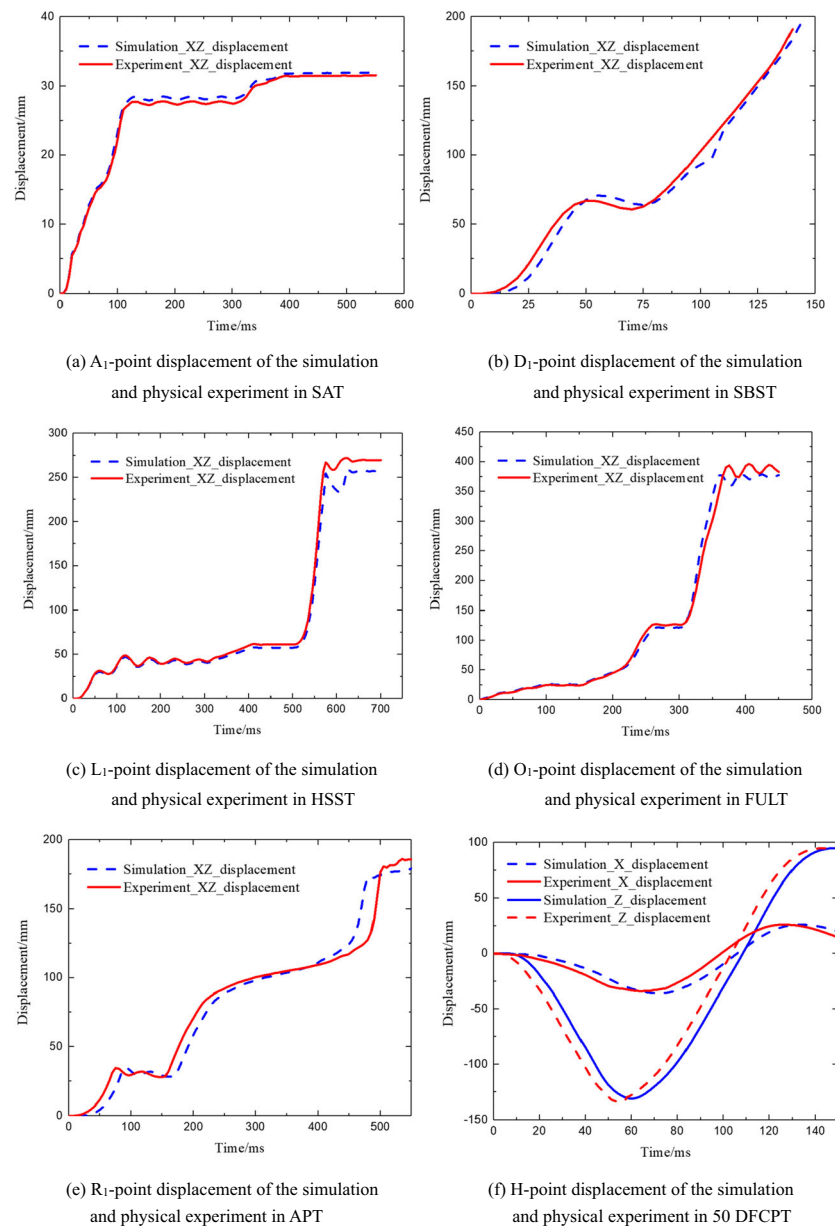 40
30
20
10
0
0 100 200 300 400 500 600
Displacement/mm
Time/ms
Simulation_XZ_displacement
Experiment_XZ_displacement
(a) A₁-point displacement of the simulation
and physical experiment in SAT
200
150
100
50
0
0 25 50 75 100 125 150
Displacement/mm
Time/ms
Simulation_XZ_displacement
Experiment_XZ_displacement
(b) D₁-point displacement of the simulation
and physical experiment in SBST
300
250
200
150
100
50
0
0 100 200 300 400 500 600 700
Displacement/mm
Time/ms
Simulation_XZ_displacement
Experiment_XZ_displacement
(c) L₁-point displacement of the simulation
and physical experiment in HSST
450
400
350
300
250
200
150
100
50
0
0 100 200 300 400 500
Displacement/mm
Time/ms
Simulation_XZ_displacement
Experiment_XZ_displacement
(d) O₁-point displacement of the simulation
and physical experiment in FULT
200
150
100
50
0
0 100 200 300 400 500
Displacement/mm
Time/ms
Simulation_XZ_displacement
Experiment_XZ_displacement
(e) R₁-point displacement of the simulation
and physical experiment in APT
100
50
0
-50
-100
-150
0 20 40 60 80 100 120 140
Displacement/mm
Time/ms
Simulation_X_displacement
Experiment_X_displacement
Simulation_Z_displacement
Experiment_Z_displacement
(f) H-point displacement of the simulation
and physical experiment in 50 DFCPT